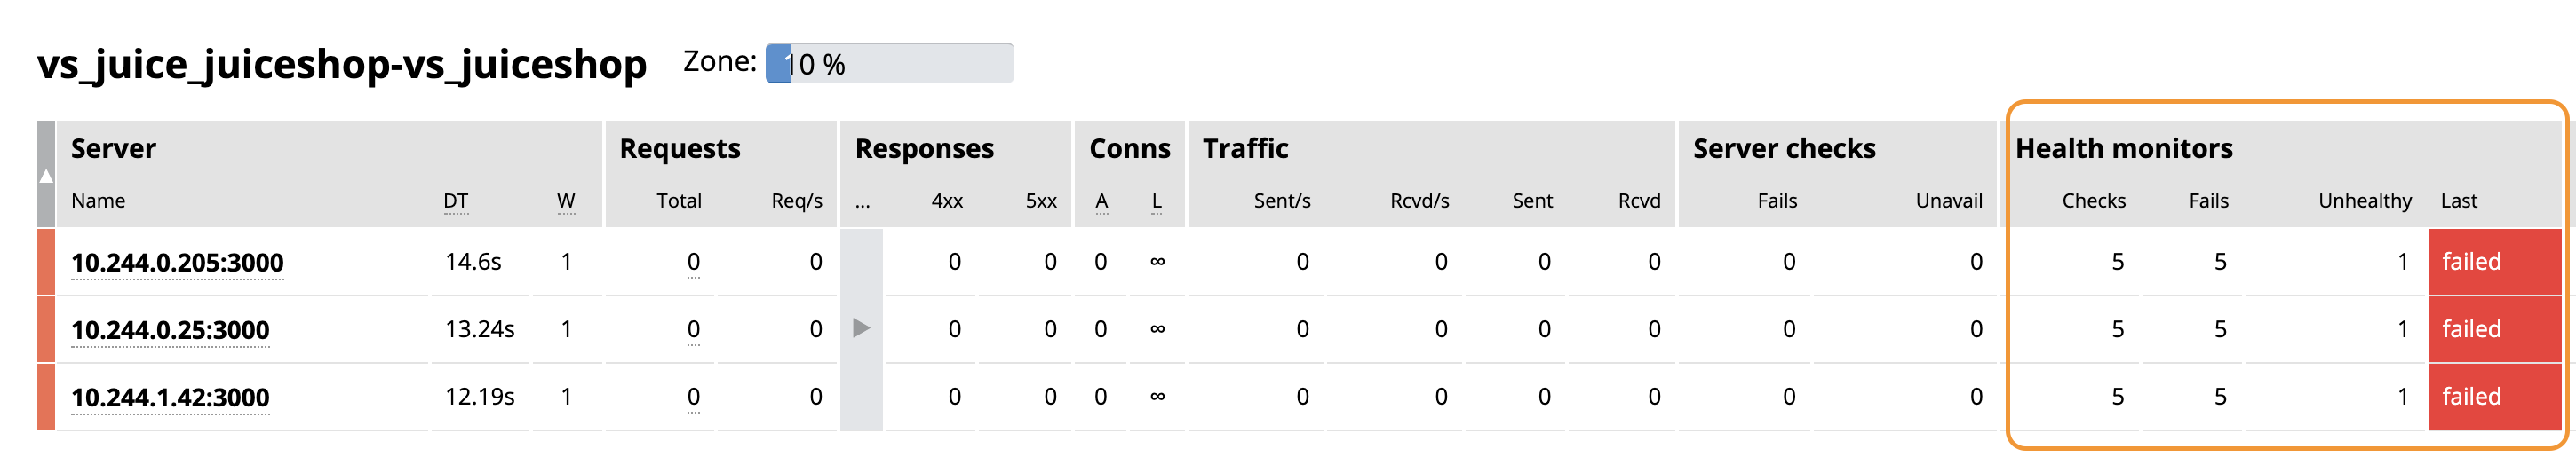 vs_juice_juiceshop-vs_juiceshop Zone: 10 %
Server Requests Responses Conns Traffic Server checks Health monitors
Name DT W Total Req/s ... 4xx 5xx A L Sent/s Rcvd/s Sent Rcvd Fails Unavail Checks Fails Unhealthy Last
10.244.0.205:3000 14.6s 1 0 0 0 0 0 ∞ 0 0 0 0 0 0 5 5 1 failed
10.244.0.25:3000 13.24s 1 0 0 0 0 0 ∞ 0 0 0 0 0 0 5 5 1 failed
10.244.1.42:3000 12.19s 1 0 0 0 0 0 ∞ 0 0 0 0 0 0 5 5 1 failed